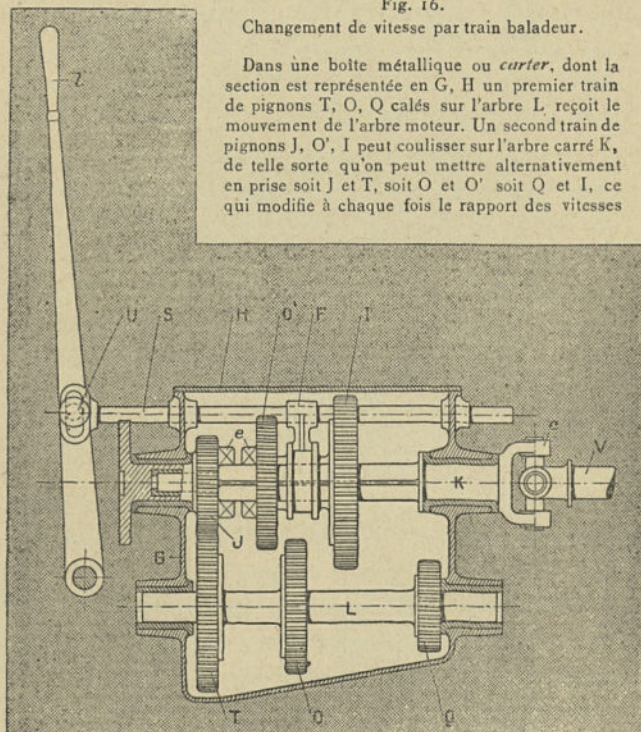 Fig. 16.
Changement de vitesse par train baladeur.
Dans une boîte métallique ou carter, dont la
section est représentée en G, H un premier train
de pignons T, O, Q calés sur l'arbre L reçoit le
mouvement de l'arbre moteur. Un second train de
pignons J, O', I peut coulisser sur l'arbre carré K,
de telle sorte qu'on peut mettre alternativement
en prise soit J et T, soit O et O' soit Q et I, ce
qui modifie à chaque fois le rapport des vitesses
l
U S H O' F I
e c V
K
J
G
L
T O Q